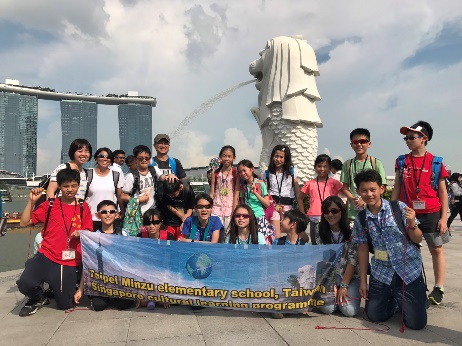 Taipei Minzu elementary school, Taiwan
Singapore cultural learning programme